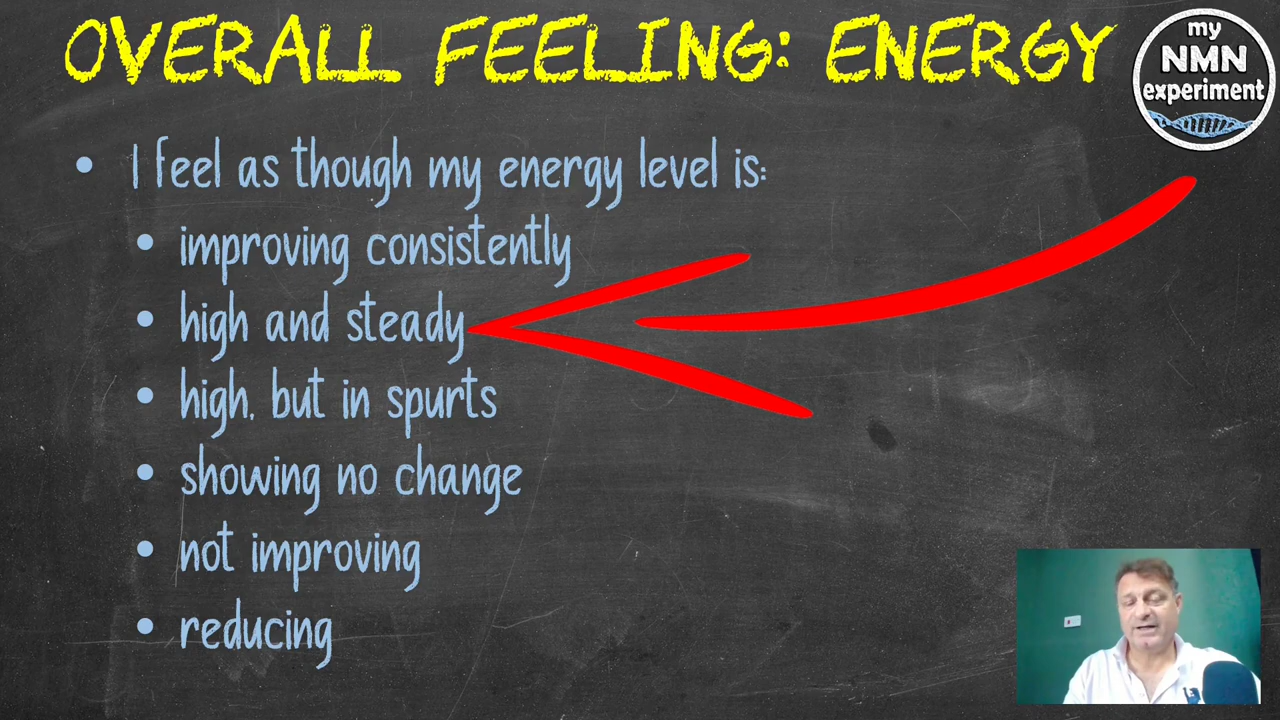 OVERALL FEELING: ENERGY
my
NMN
experiment
• I feel as though my energy level is:
• improving consistently
• high and steady
• high, but in spurts
• showing no change
• not improving
• reducing